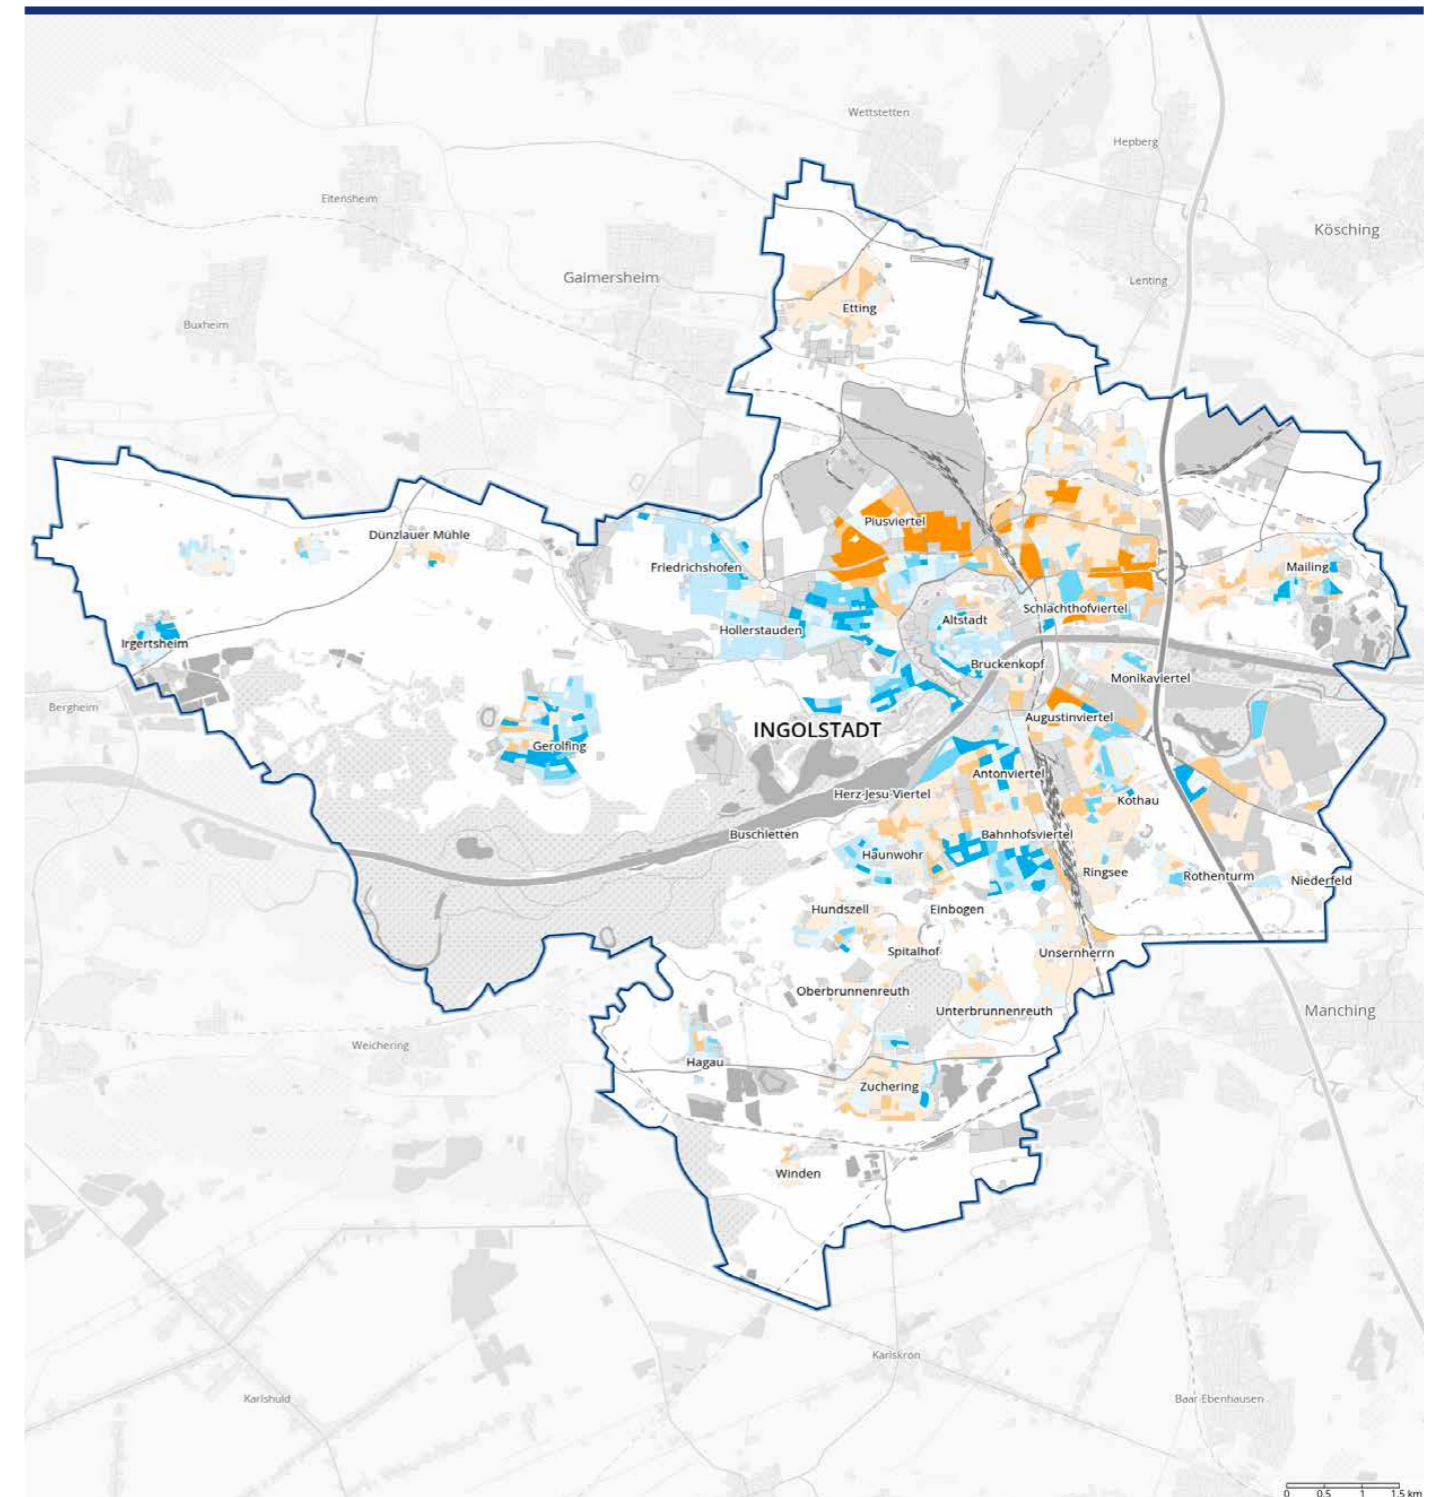 Wettstetten
Hepberg
Eitensheim
Kösching
Gaimersheim
Lenting
Etting
Buxheim
Piusviertel
Dünzlauer Mühle
Friedrichshofen
Mailing
Schlachthofviertel
Altstadt
Hollerstauden
Irgertsheim
Brückenkopf
Monikaviertel
Bergheim
Augustinviertel
INGOLSTADT
Gerolfing
Antonviertel
Herz-Jesu-Viertel
Kothau
Buschletten
Bahnhofsviertel
Haunwöhr
Ringsee
Rothenturm
Niederfeld
Hundszell
Einbogen
Spitalhof
Unsernherrn
Oberbrunnenreuth
Unterbrunnenreuth
Manching
Weichering
Hagau
Zuchering
Winden
Karlskron
Karlshuld
Baar-Ebenhausen
0 0.5 1 1.5 km